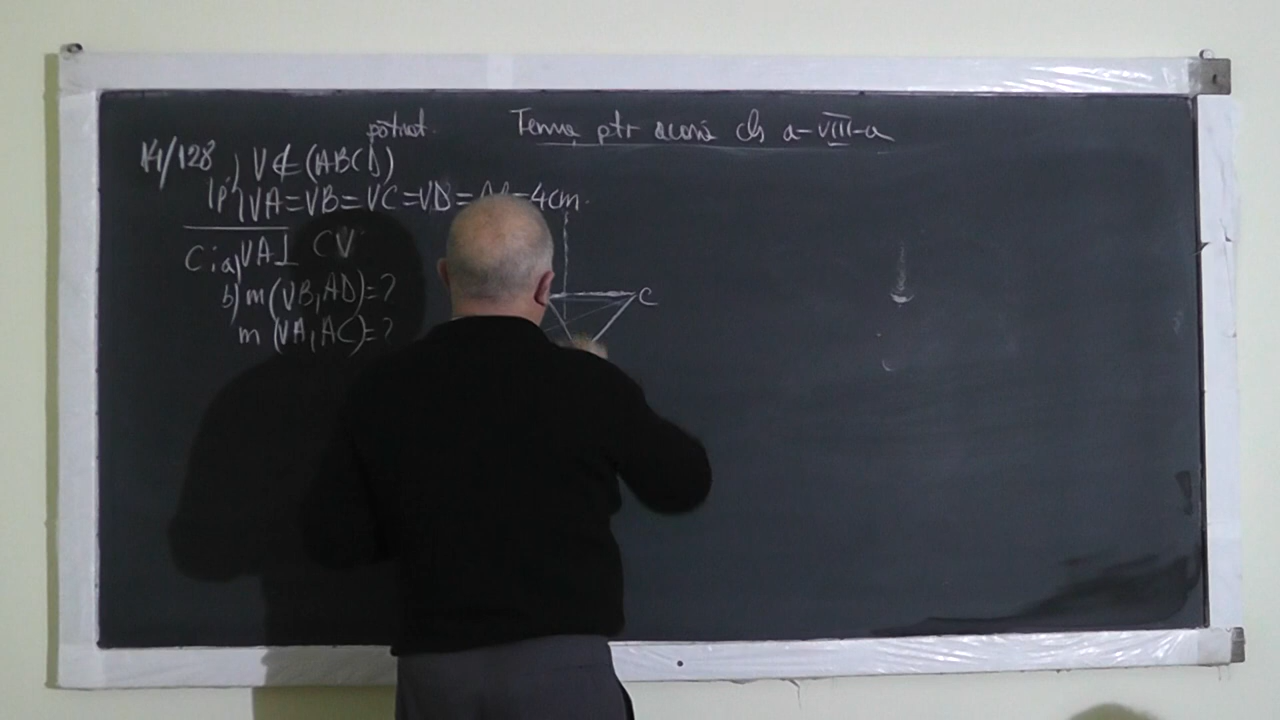 Temă ptr acasă cls a-VIII-a
pătrat.
14/128 V∉(ABCD)
Ip. VA=VB=VC=VD= =4cm.
C: a) VA⊥ CV
b) m(VB,AD)=?
m (VA,AC)=?
C